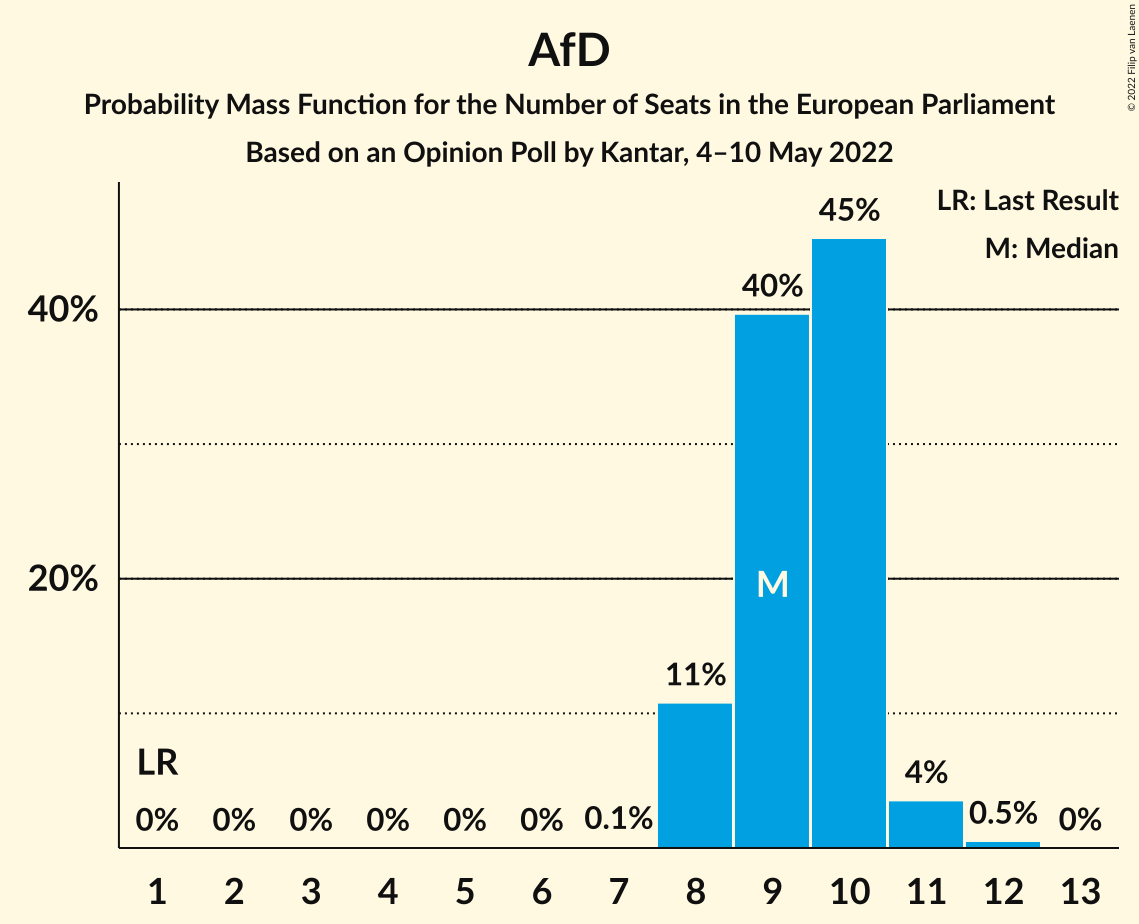 AfD
Probability Mass Function for the Number of Seats in the European Parliament
Based on an Opinion Poll by Kantar, 4–10 May 2022
© 2022 Filip van Laenen
LR: Last Result
M: Median
45%
40%
40%
20%
M
11%
LR
4%
0% 0% 0% 0% 0% 0% 0.1% 0.5% 0%
1 2 3 4 5 6 7 8 9 10 11 12 13